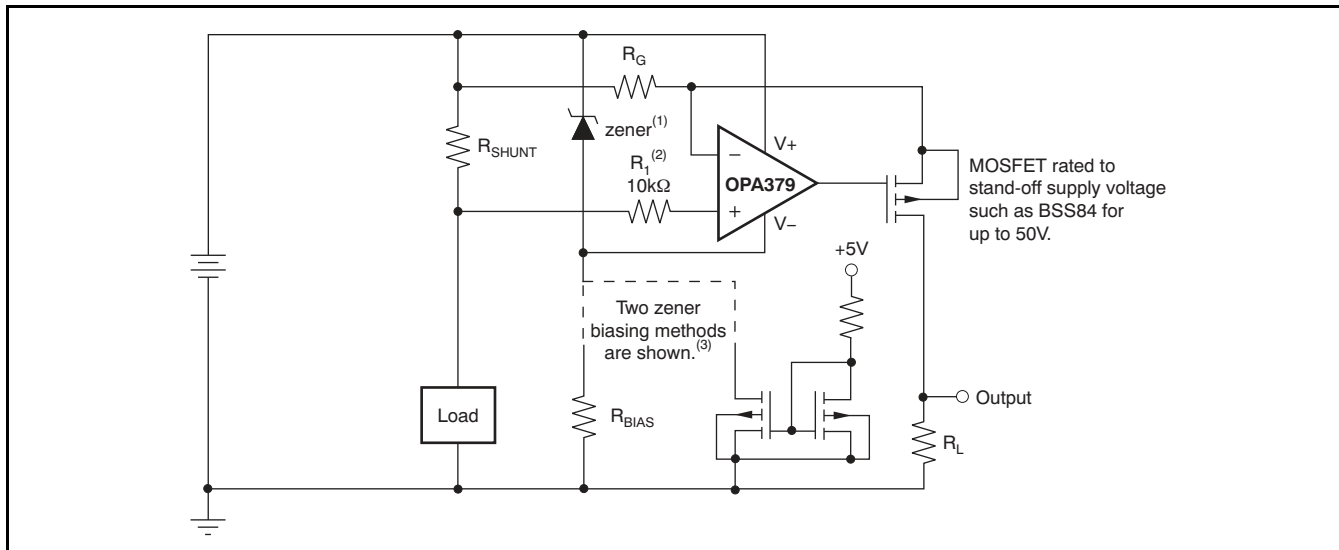 R_G
zener(1)
R_SHUNT
R_1(2)
10kΩ
V+
−
OPA379
+
V−
MOSFET rated to
stand-off supply voltage
such as BSS84 for
up to 50V.
+5V
Two zener
biasing methods
are shown.(3)
Load
R_BIAS
Output
R_L